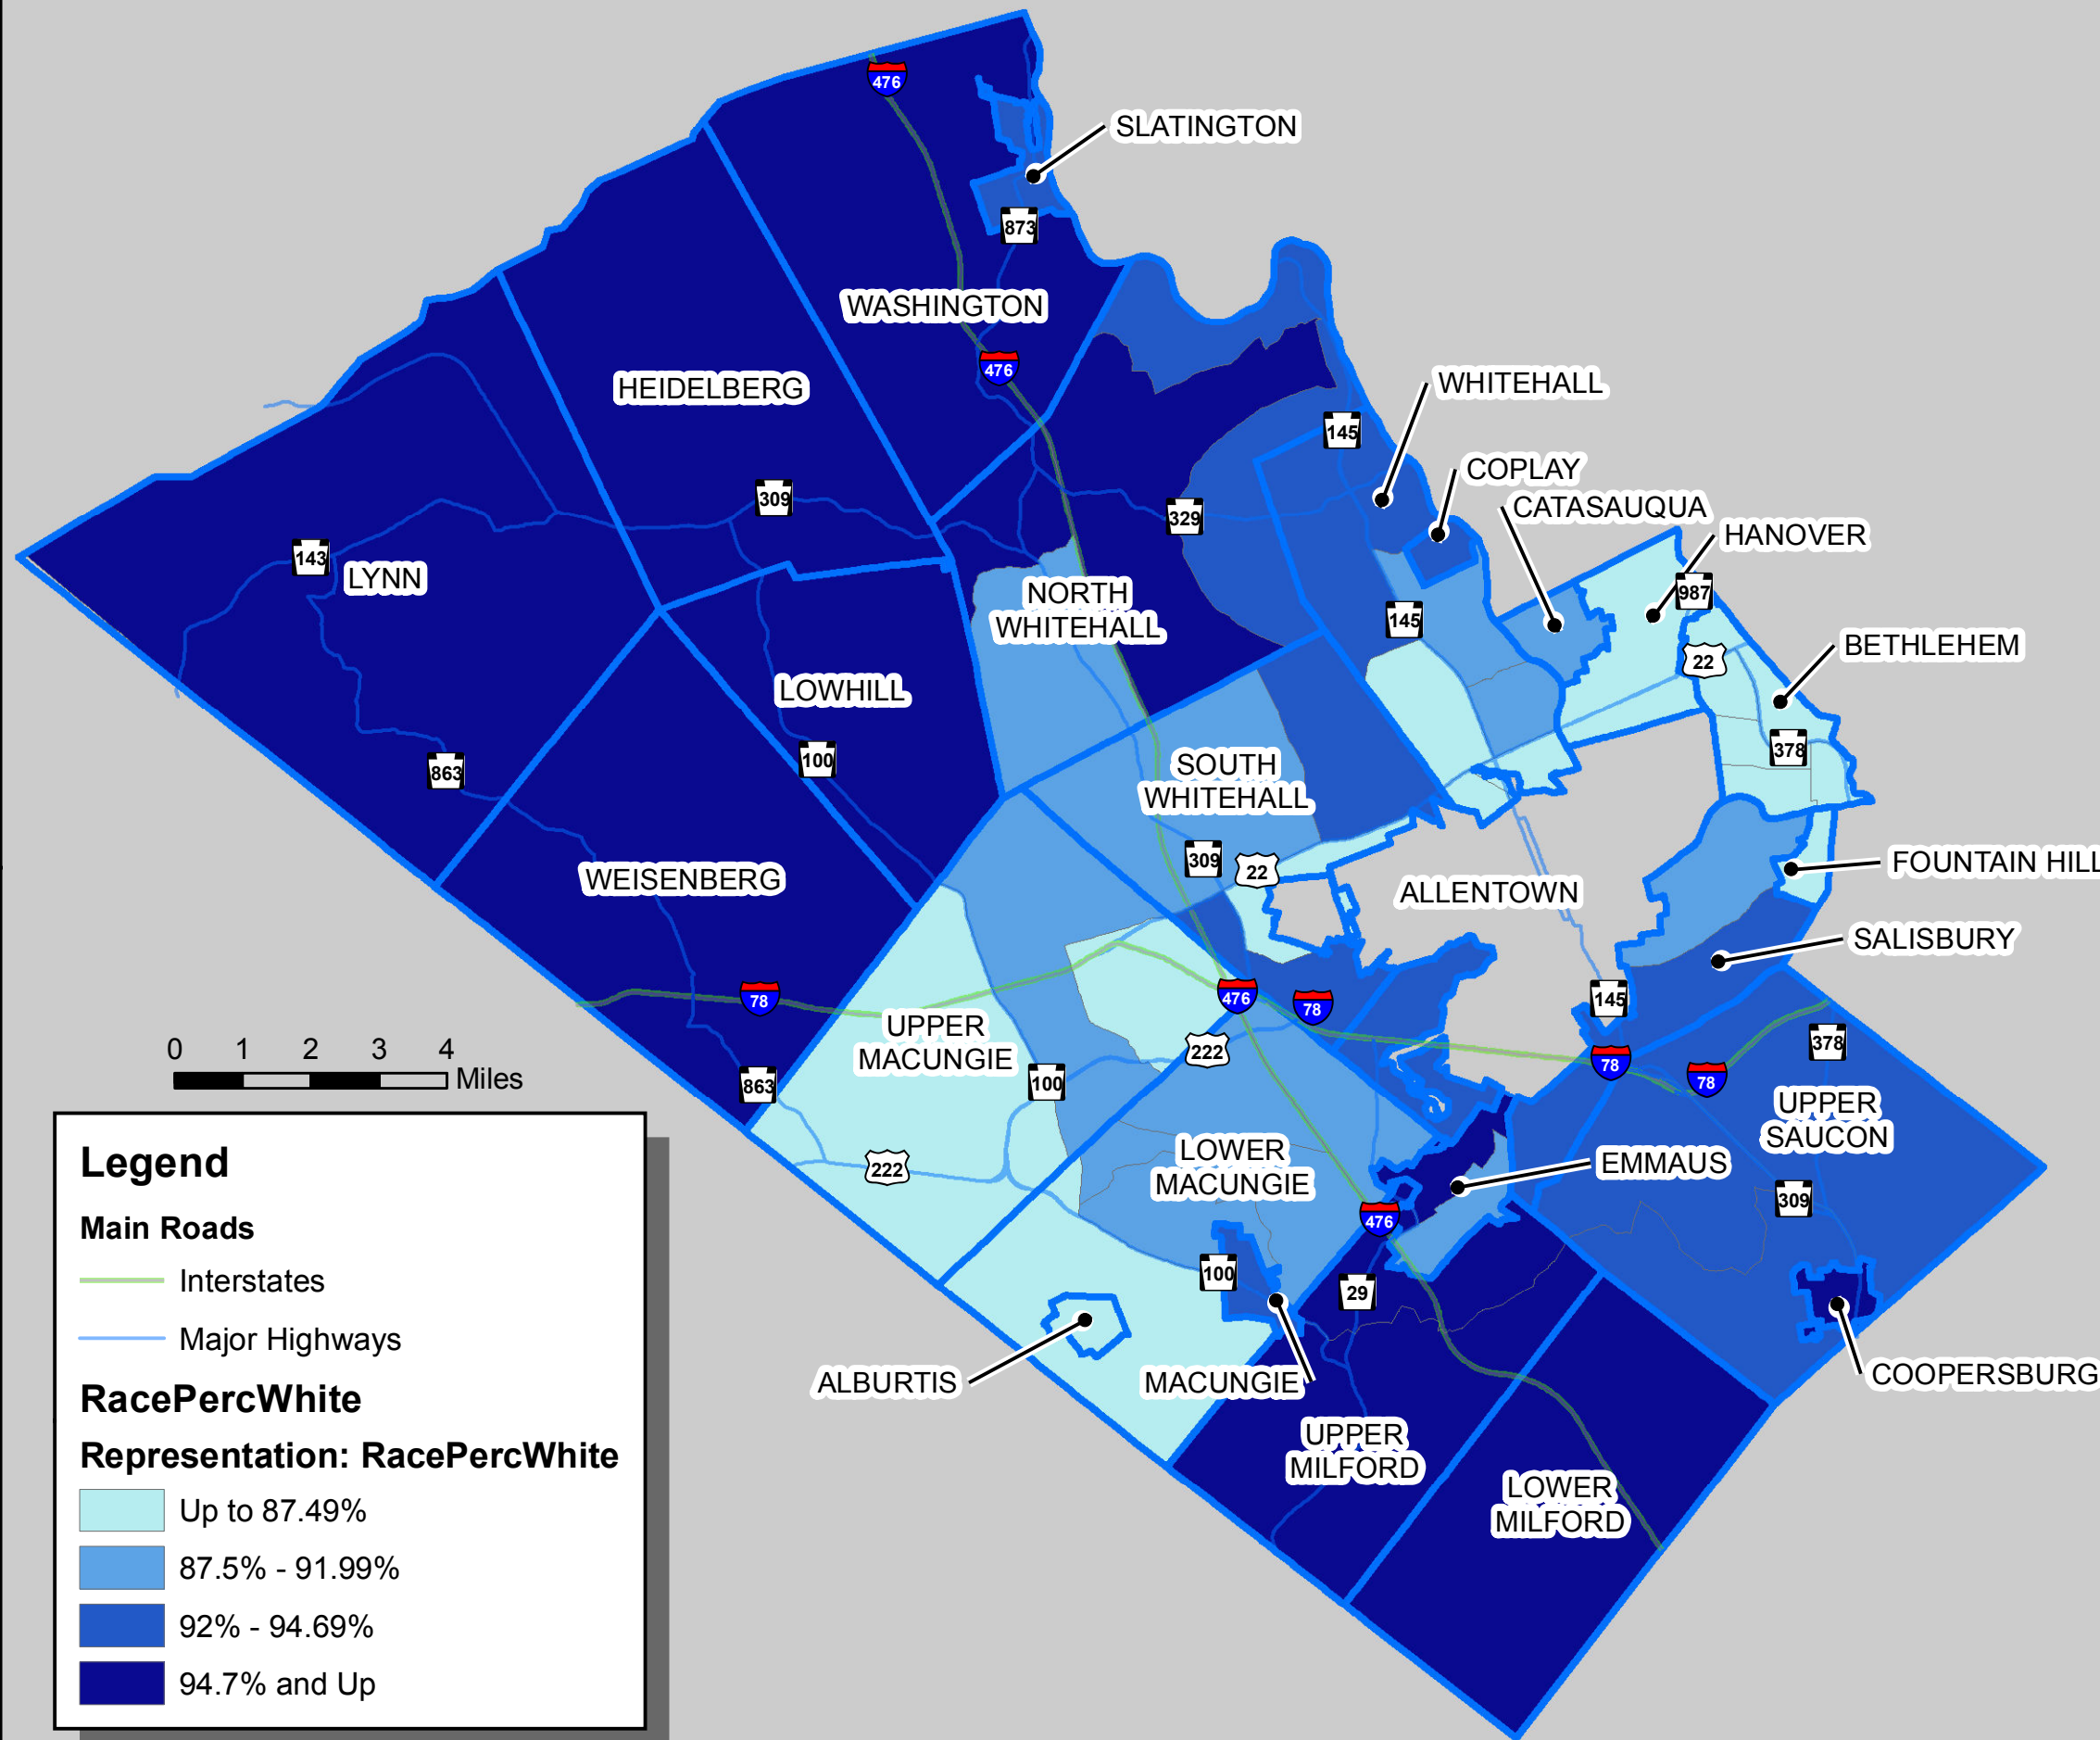 476
SLATINGTON
873
WASHINGTON
476
HEIDELBERG
WHITEHALL
145
COPLAY
309
CATASAUQUA
329
HANOVER
143
LYNN
987
NORTH
WHITEHALL
145
BETHLEHEM
22
LOWHILL
378
100
SOUTH
WHITEHALL
863
309
22
FOUNTAIN HILL
WEISENBERG
ALLENTOWN
SALISBURY
78
476
78
145
UPPER
MACUNGIE
378
222
0 1 2 3 4
Miles
78
78
863
100
UPPER
SAUCON
LOWER
MACUNGIE
EMMAUS
222
309
476
100
29
ALBURTIS
MACUNGIE
COOPERSBURG
UPPER
MILFORD
LOWER
MILFORD
Legend
Main Roads
Interstates
Major Highways
RacePercWhite
Representation: RacePercWhite
Up to 87.49%
87.5% - 91.99%
92% - 94.69%
94.7% and Up